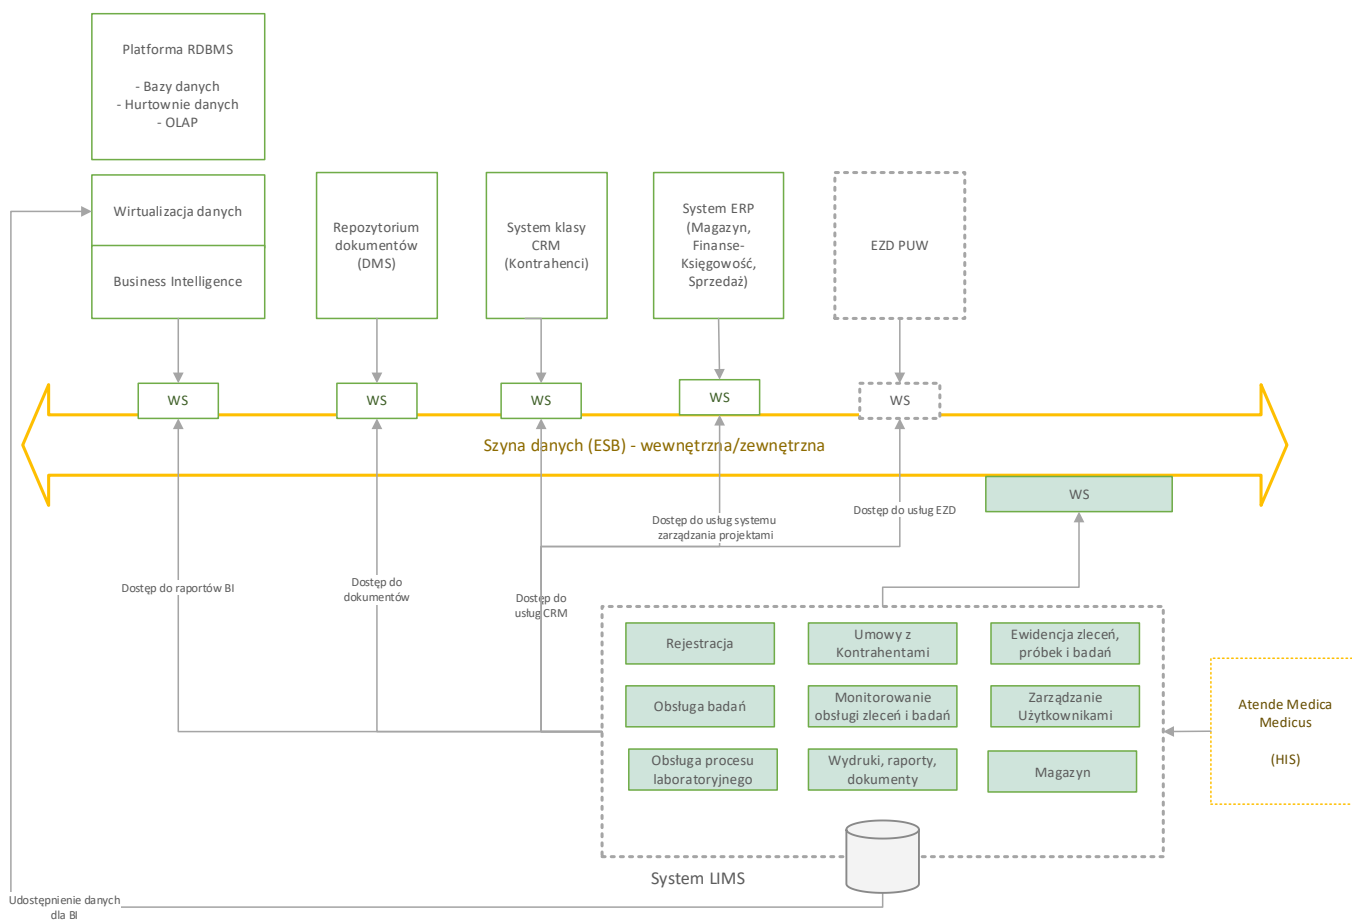 Platforma RDBMS
- Bazy danych
- Hurtownie danych
- OLAP
Wirtualizacja danych
Business Intelligence
Repozytorium
dokumentów
(DMS)
System klasy
CRM
(Kontrahenci)
System ERP
(Magazyn,
Finanse-
Księgowość,
Sprzedaż)
EZD PUW
WS
WS
WS
WS
WS
Szyna danych (ESB) - wewnętrzna/zewnętrzna
WS
Dostęp do usług systemu
zarządzania projektami
Dostęp do usług EZD
Dostęp do raportów BI
Dostęp do
dokumentów
Dostęp do
usług CRM
Rejestracja
Umowy z
Kontrahentami
Ewidencja zleceń,
próbek i badań
Obsługa badań
Monitorowanie
obsługi zleceń i badań
Zarządzanie
Użytkownikami
Obsługa procesu
laboratoryjnego
Wydruki, raporty,
dokumenty
Magazyn
Atende Medica
Medicus
(HIS)
System LIMS
Udostępnienie danych
dla BI